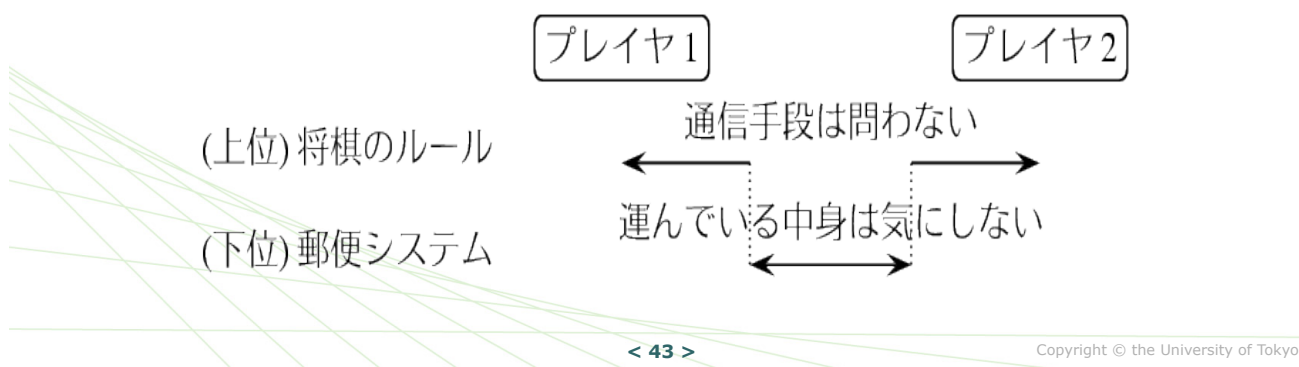 プレイヤ1 プレイヤ2
通信手段は問わない
(上位) 将棋のルール
運んでいる中身は気にしない
(下位) 郵便システム
< 43 >
Copyright © the University of Tokyo